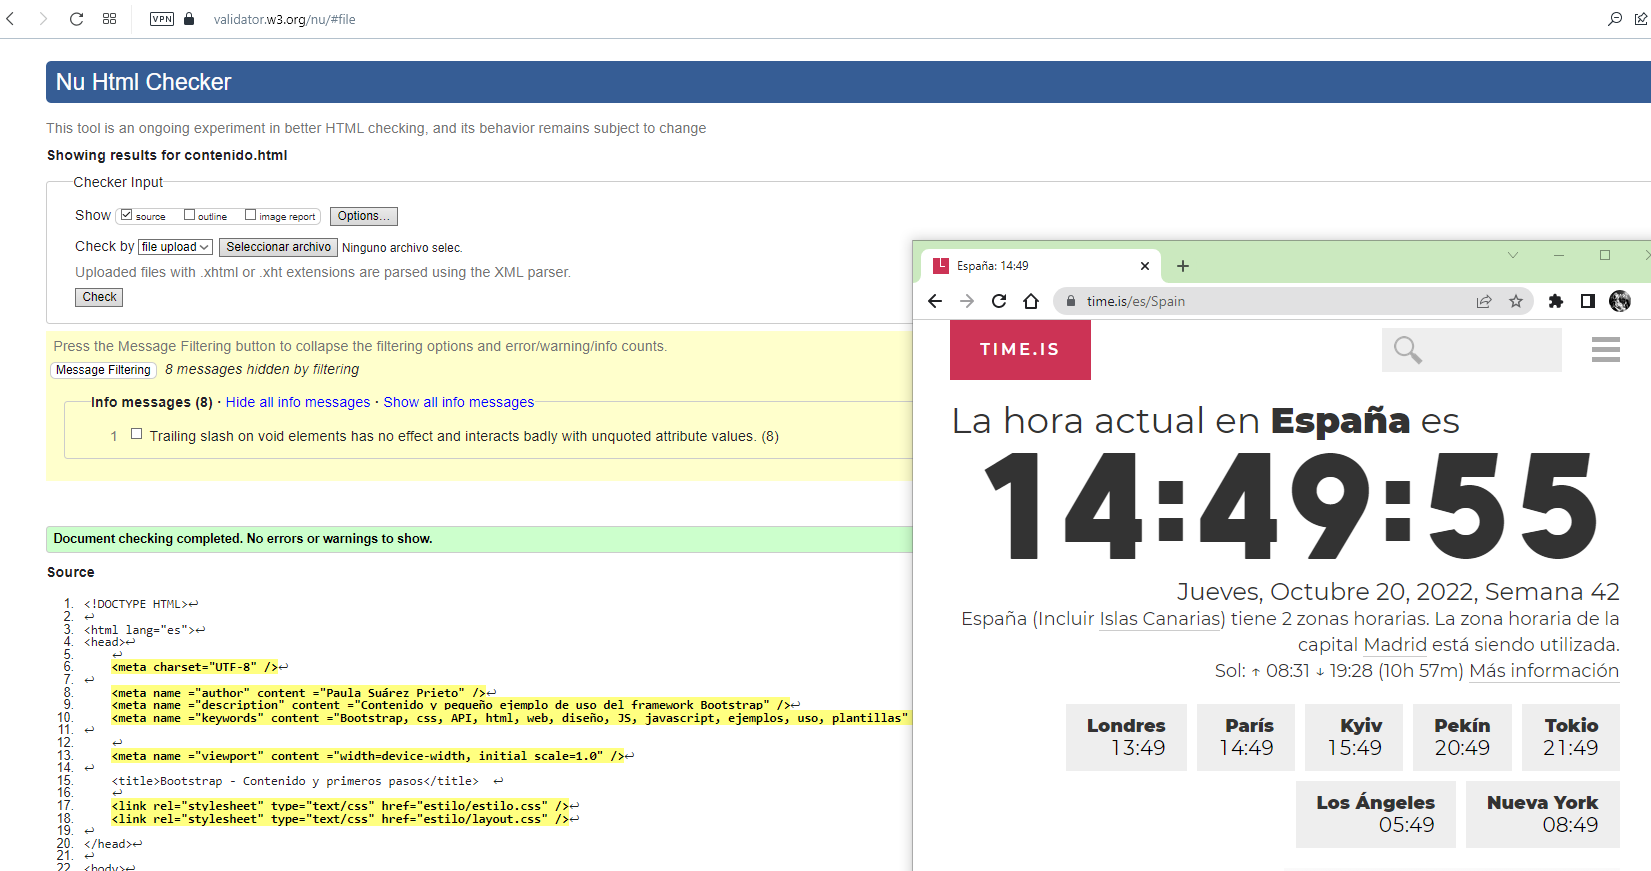 VPN validator.w3.org/nu/#file
Nu Html Checker
This tool is an ongoing experiment in better HTML checking, and its behavior remains subject to change
Showing results for contenido.html
Checker Input
Show source outline image report Options...
Check by file upload Seleccionar archivo Ninguno archivo selec.
Uploaded files with .xhtml or .xht extensions are parsed using the XML parser.
Check
Press the Message Filtering button to collapse the filtering options and error/warning/info counts.
Message Filtering 8 messages hidden by filtering
Info messages (8) · Hide all info messages · Show all info messages
1 Trailing slash on void elements has no effect and interacts badly with unquoted attribute values. (8)
Document checking completed. No errors or warnings to show.
Source
1. <!DOCTYPE HTML>↩
2. ↩
3. <html lang="es">↩
4. <head>↩
5. ↩
6. <meta charset="UTF-8" />↩
7. ↩
8. <meta name ="author" content ="Paula Suárez Prieto" />↩
9. <meta name ="description" content ="Contenido y pequeño ejemplo de uso del framework Bootstrap" />↩
10. <meta name ="keywords" content ="Bootstrap, css, API, html, web, diseño, JS, javascript, ejemplos, uso, plantillas"
11. ↩
12. ↩
13. <meta name ="viewport" content ="width=device-width, initial scale=1.0" />↩
14. ↩
15. <title>Bootstrap - Contenido y primeros pasos</title> ↩
16. ↩
17. <link rel="stylesheet" type="text/css" href="estilo/estilo.css" />↩
18. <link rel="stylesheet" type="text/css" href="estilo/layout.css" />↩
19. ↩
20. </head>↩
21. ↩
22. <body>↩
España: 14:49
time.is/es/Spain
TIME.IS
La hora actual en España es
14:49:55
Jueves, Octubre 20, 2022, Semana 42
España (Incluir Islas Canarias) tiene 2 zonas horarias. La zona horaria de la
capital Madrid está siendo utilizada.
Sol: ↑ 08:31 ↓ 19:28 (10h 57m) Más información
Londres París Kyiv Pekín Tokio
13:49 14:49 15:49 20:49 21:49
Los Ángeles Nueva York
05:49 08:49